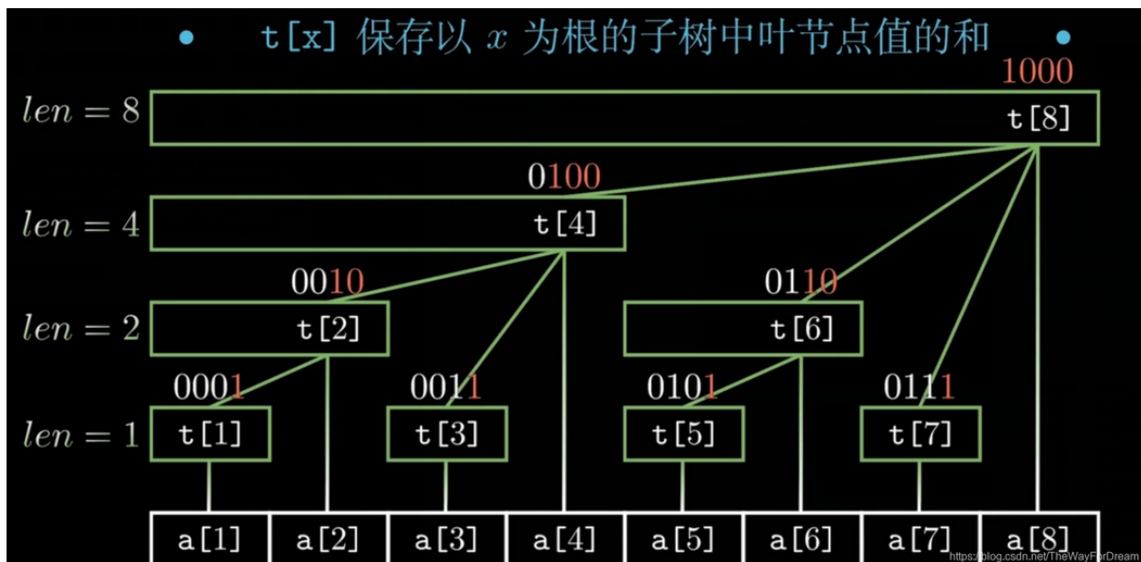 • t[x] 保存以 x 为根的子树中叶节点值的和 •
1000
len = 8 t[8]
0100
len = 4 t[4]
0010 0110
len = 2 t[2] t[6]
0001 0011 0101 0111
len = 1 t[1] t[3] t[5] t[7]
a[1] a[2] a[3] a[4] a[5] a[6] a[7] a[8]
https://blog.csdn.net/TheWayForDream